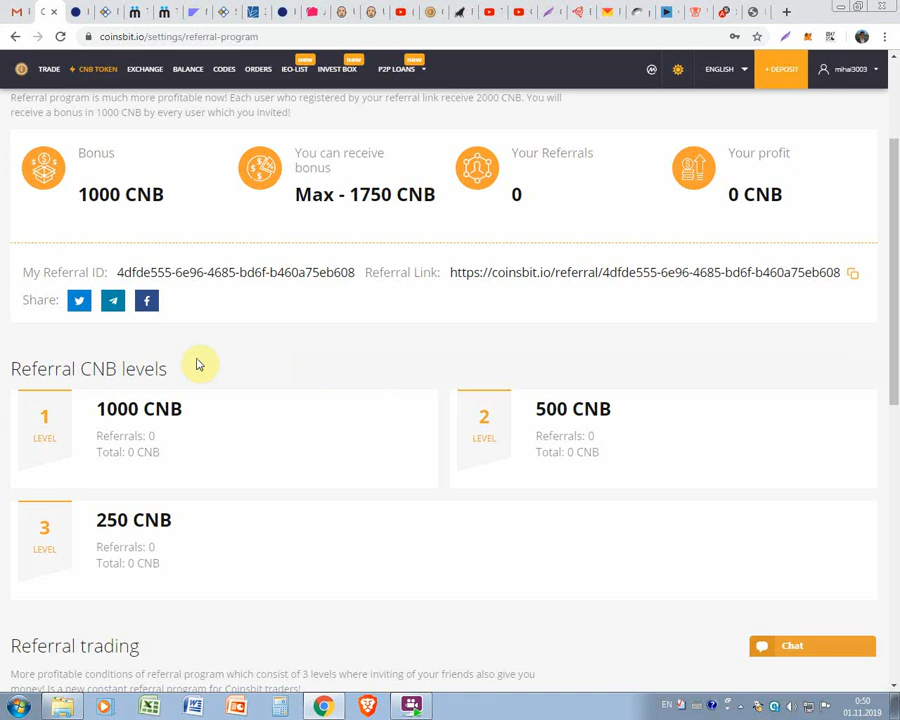 coinsbit.io/settings/referral-program
TRADE
CNB TOKEN
EXCHANGE
BALANCE
CODES
ORDERS
IEO-LIST
INVEST BOX
P2P LOANS
ENGLISH
+ DEPOSIT
mihai3003
Referral program is much more profitable now! Each user who registered by your referral link receive 2000 CNB. You will
receive a bonus in 1000 CNB by every user which you invited!
Bonus
1000 CNB
You can receive
bonus
Max - 1750 CNB
Your Referrals
0
Your profit
0 CNB
My Referral ID: 4dfde555-6e96-4685-bd6f-b460a75eb608 Referral Link: https://coinsbit.io/referral/4dfde555-6e96-4685-bd6f-b460a75eb608
Share:
Referral CNB levels
1
LEVEL
1000 CNB
Referrals: 0
Total: 0 CNB
2
LEVEL
500 CNB
Referrals: 0
Total: 0 CNB
3
LEVEL
250 CNB
Referrals: 0
Total: 0 CNB
Referral trading
Chat
More profitable conditions of referral program which consist of 3 levels where inviting of your friends also give you
money! Is a new constant referral program for Coinsbit traders!
EN
0:50
01.11.2019